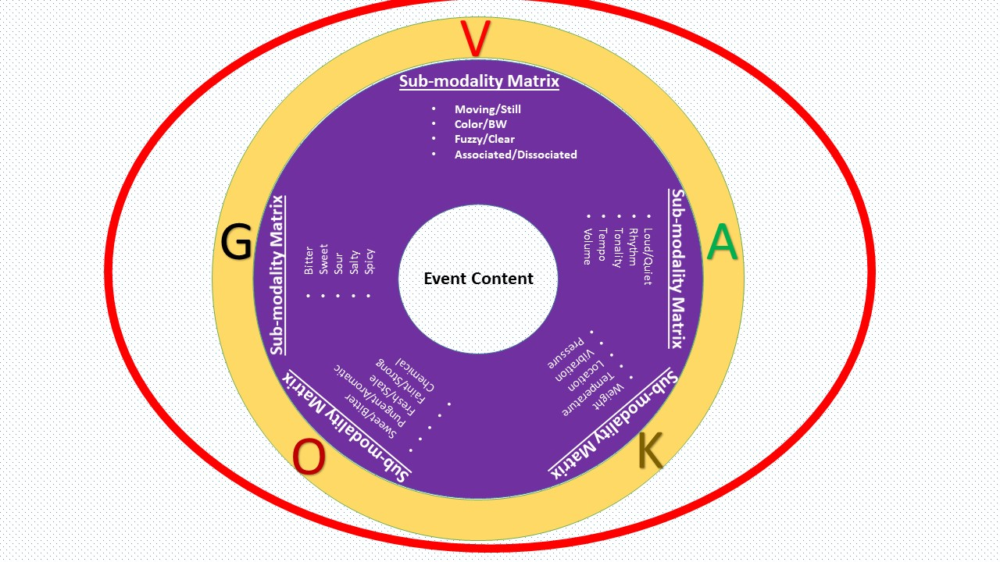 V
Sub-modality Matrix
• Moving/Still
• Color/BW
• Fuzzy/Clear
• Associated/Dissociated
A
Sub-modality Matrix
• Loud/Quiet
• Rhythm
• Tonality
• Tempo
• Volume
K
Sub-modality Matrix
• Weight
• Temperature
• Location
• Vibration
• Pressure
O
Sub-modality Matrix
• Sweet/Bitter
• Pungent/Aromatic
• Fresh/Stale
• Faint/Strong
• Chemical
G
Sub-modality Matrix
• Bitter
• Sweet
• Sour
• Salty
• Spicy
Event Content